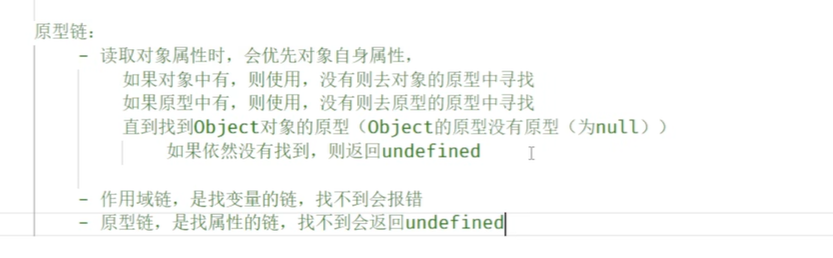 原型链：
- 读取对象属性时，会优先对象自身属性，
如果对象中有，则使用，没有则去对象的原型中寻找
如果原型中有，则使用，没有则去原型的原型中寻找
直到找到Object对象的原型（Object的原型没有原型（为null））
如果依然没有找到，则返回undefined
- 作用域链，是找变量的链，找不到会报错
- 原型链，是找属性的链，找不到会返回undefined